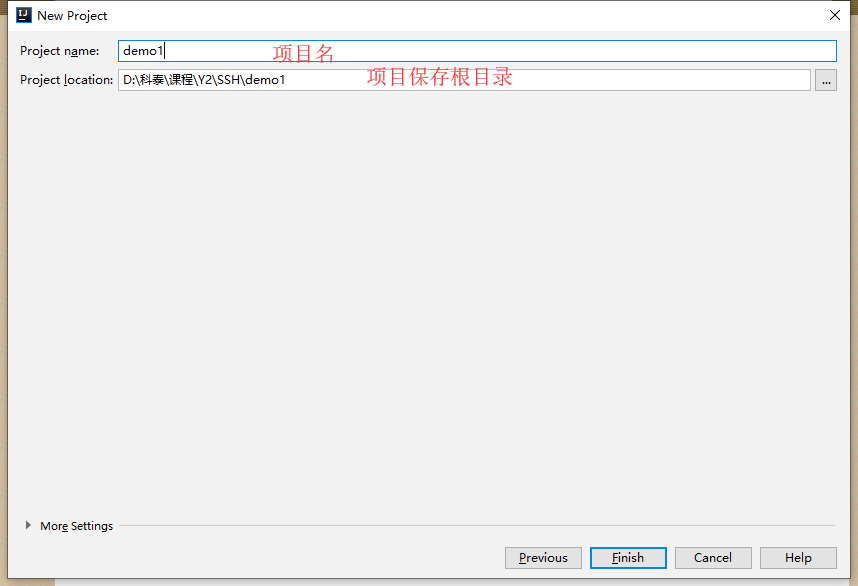 New Project
Project name: demo1 项目名
Project location: D:\科泰\课程\Y2\SSH\demo1 项目保存根目录 ...
More Settings
Previous Finish Cancel Help